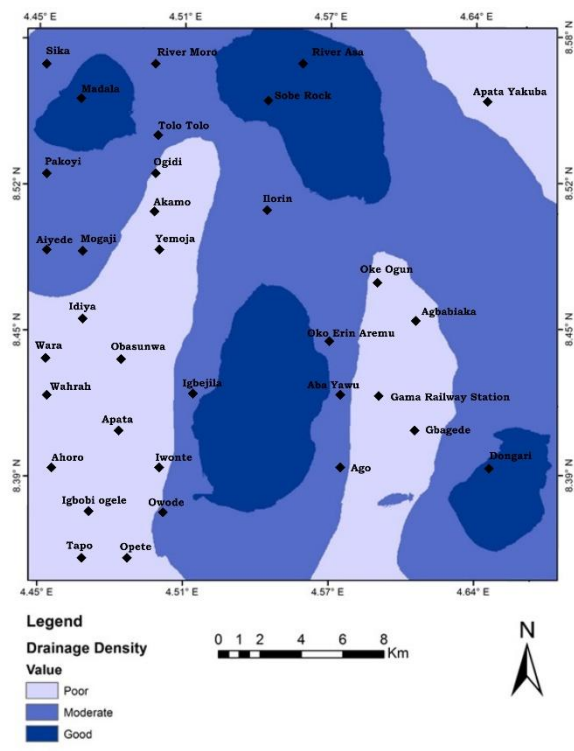 4.45° E 4.51° E 4.57° E 4.64° E
8.58° N
8.52° N 8.52° N
8.45° N 8.45° N
8.39° N 8.39° N
Sika River Moro River Asa
Madala Sobe Rock Apata Yakuba
Tolo Tolo
Pakoyi Ogidi
Akamo Ilorin
Aiyede Mogaji Yemoja
Oke Ogun
Idiya Agbabiaka
Oko Erin Aremu
Wara Obasunwa
Wahrah Igbejila Aba Yawu Gama Railway Station
Apata Gbagede
Ahoro Iwonte Ago Dongari
Igbobi ogele Owode
Tapo Opete
4.45° E 4.51° E 4.57° E 4.64° E
Legend
Drainage Density
Value
Poor
Moderate
Good
0 1 2 4 6 8
Km
N